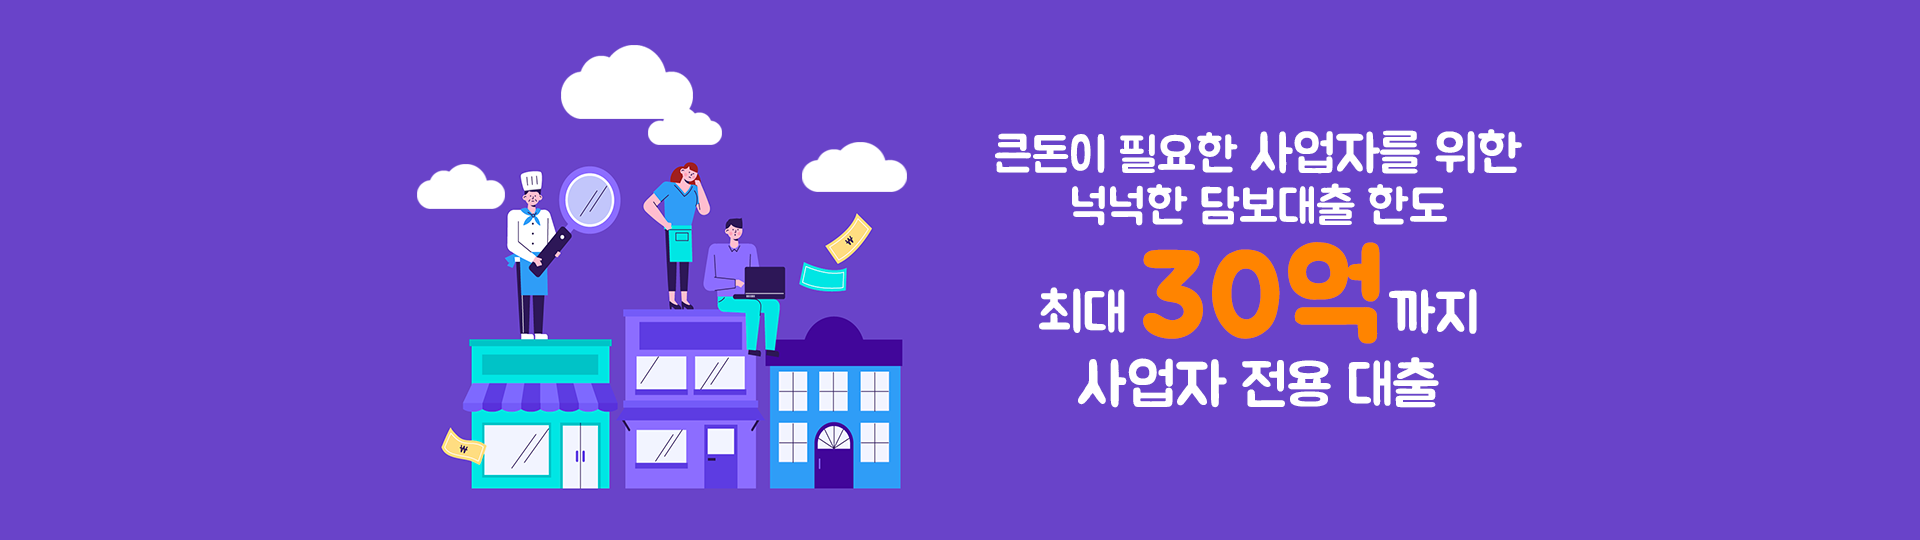 큰돈이 필요한 사업자를 위한
넉넉한 담보대출 한도
최대 30억까지
사업자 전용 대출
₩
₩